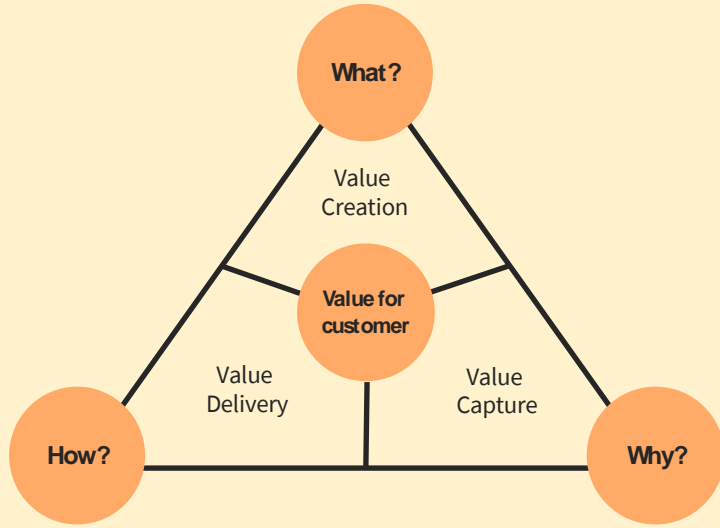 What?
Value
Creation
Value for
customer
Value
Delivery
Value
Capture
How?
Why?